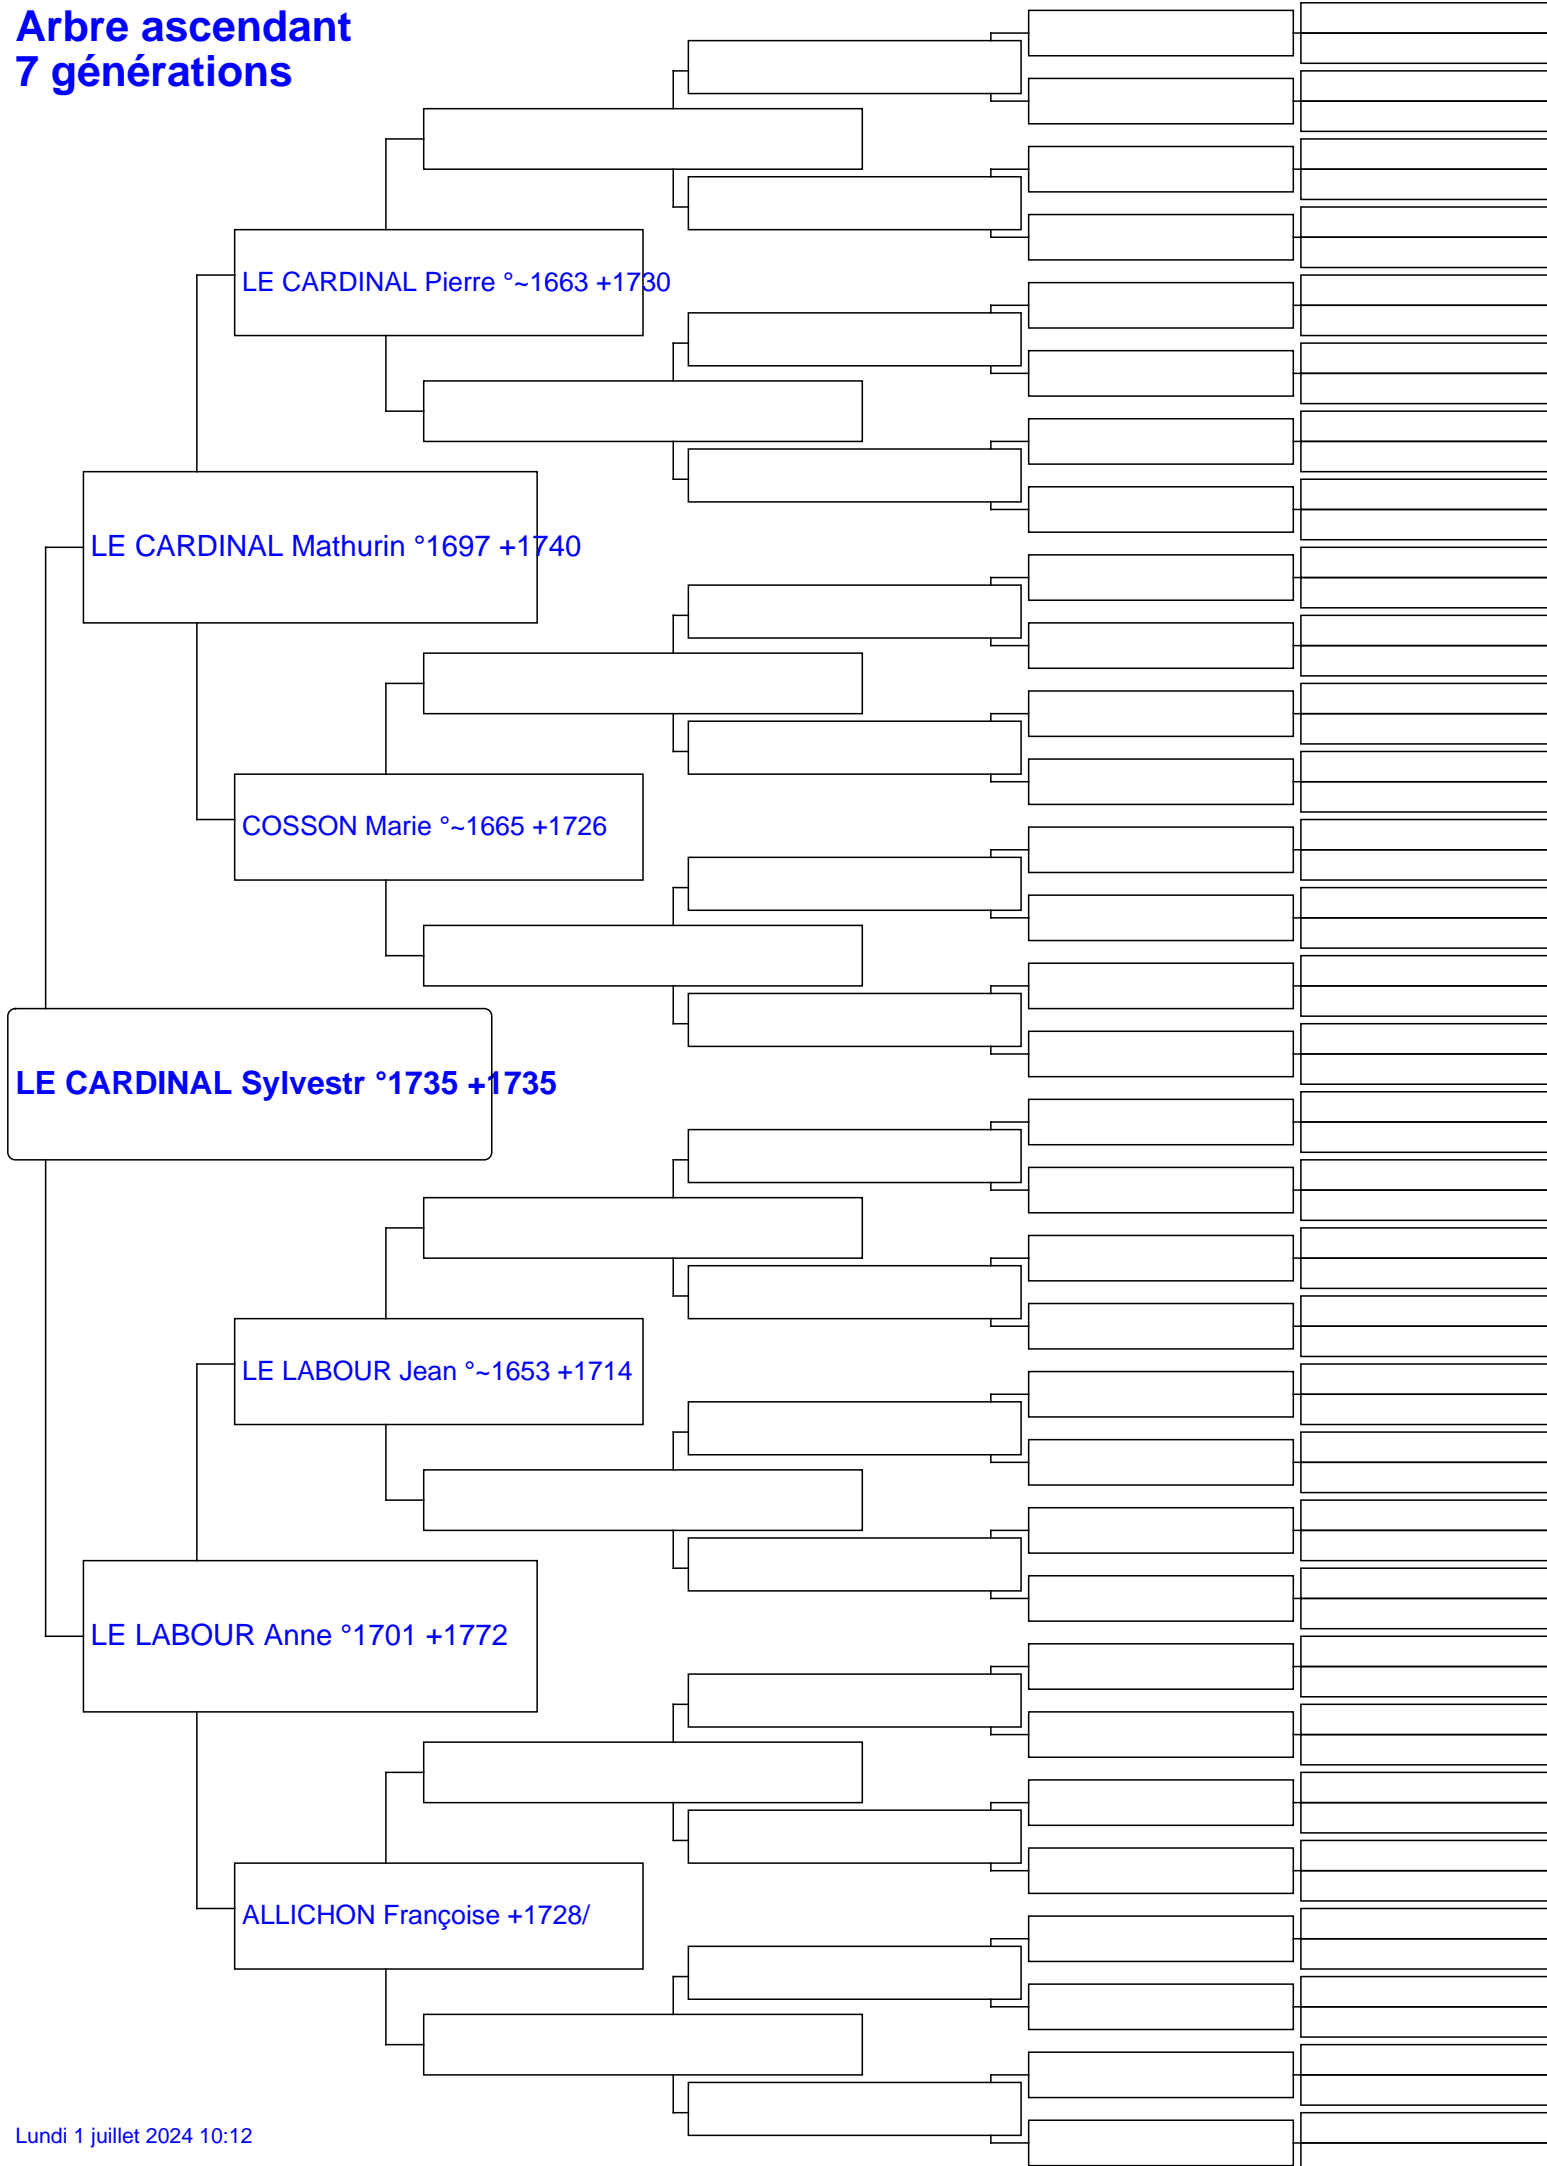 Arbre ascendant
7 générations
LE CARDINAL Pierre °~1663 +1730
LE CARDINAL Mathurin °1697 +1740
COSSON Marie °~1665 +1726
LE CARDINAL Sylvestr °1735 +1735
LE LABOUR Jean °~1653 +1714
LE LABOUR Anne °1701 +1772
ALLICHON Françoise +1728/
Lundi 1 juillet 2024 10:12